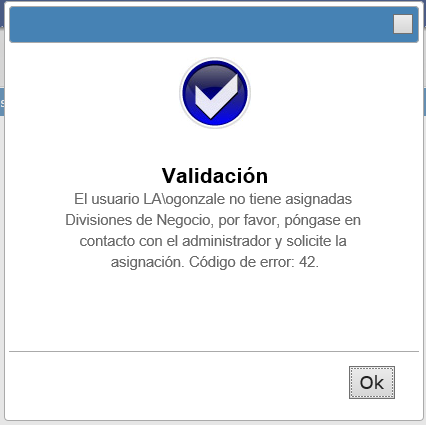 Validación
El usuario LA\ogonzale no tiene asignadas
Divisiones de Negocio, por favor, póngase en
contacto con el administrador y solicite la
asignación. Código de error: 42.
Ok